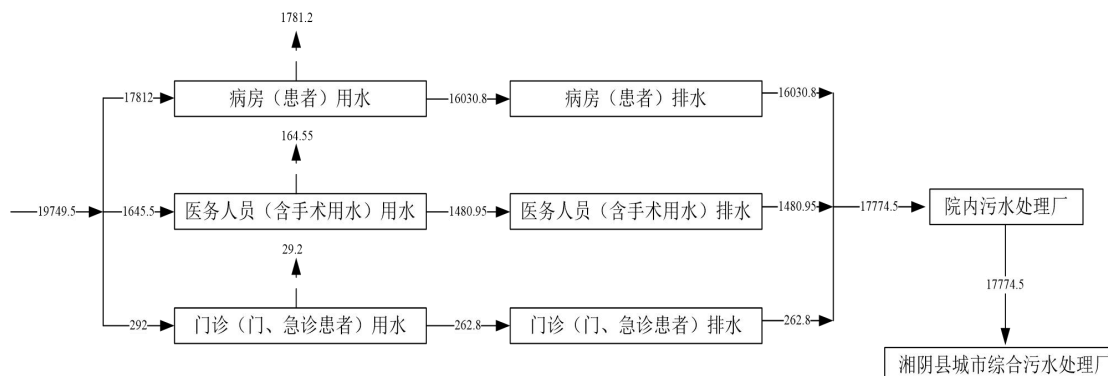 1781.2
17812
病房（患者）用水
16030.8
病房（患者）排水
16030.8
164.55
19749.5
1645.5
医务人员（含手术用水）用水
1480.95
医务人员（含手术用水）排水
1480.95
17774.5
院内污水处理厂
29.2
17774.5
292
门诊（门、急诊患者）用水
262.8
门诊（门、急诊患者）排水
262.8
湘阴县城市综合污水处理厂